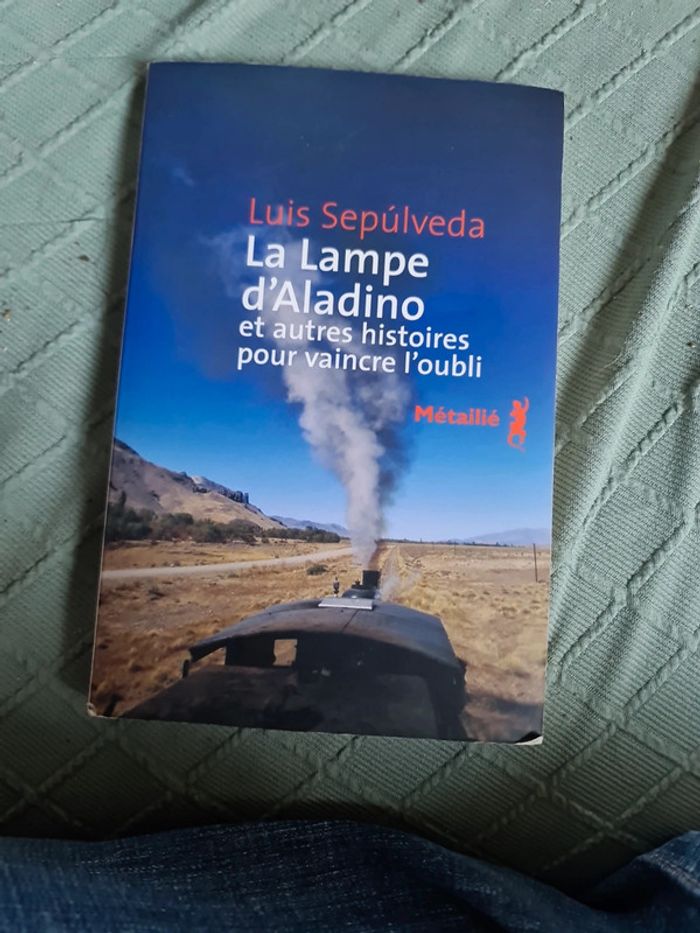 Luis Sepúlveda
La Lampe
d'Aladino
et autres histoires
pour vaincre l'oubli
Métailié